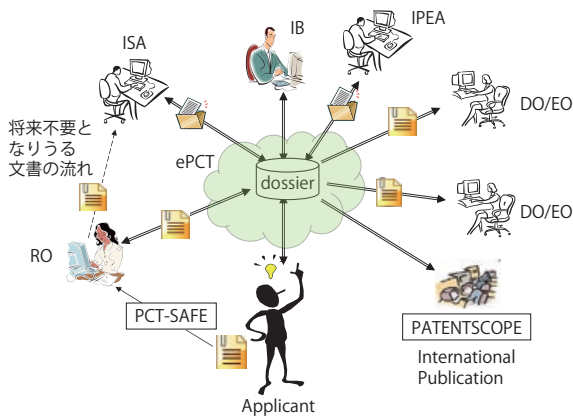 ISA
IB
IPEA
DO/EO
将来不要と
なりうる
文書の流れ
ePCT
dossier
DO/EO
RO
PCT-SAFE
PATENTSCOPE
International
Publication
Applicant